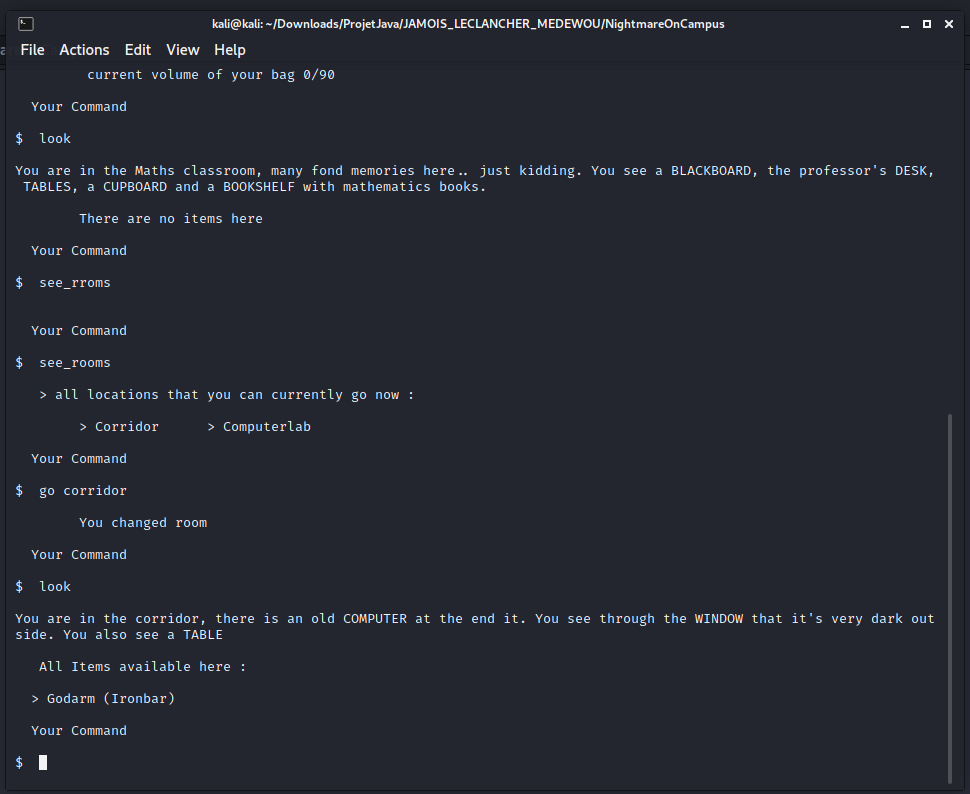 kali@kali: ~/Downloads/ProjetJava/JAMOIS_LECLANCHER_MEDEWOU/NightmareOnCampus
File Actions Edit View Help
current volume of your bag 0/90
Your Command
$ look
You are in the Maths classroom, many fond memories here.. just kidding. You see a BLACKBOARD, the professor's DESK,
TABLES, a CUPBOARD and a BOOKSHELF with mathematics books.
There are no items here
Your Command
$ see_rroms
Your Command
$ see_rooms
> all locations that you can currently go now :
> Corridor > Computerlab
Your Command
$ go corridor
You changed room
Your Command
$ look
You are in the corridor, there is an old COMPUTER at the end it. You see through the WINDOW that it's very dark out
side. You also see a TABLE
All Items available here :
> Godarm (Ironbar)
Your Command
$